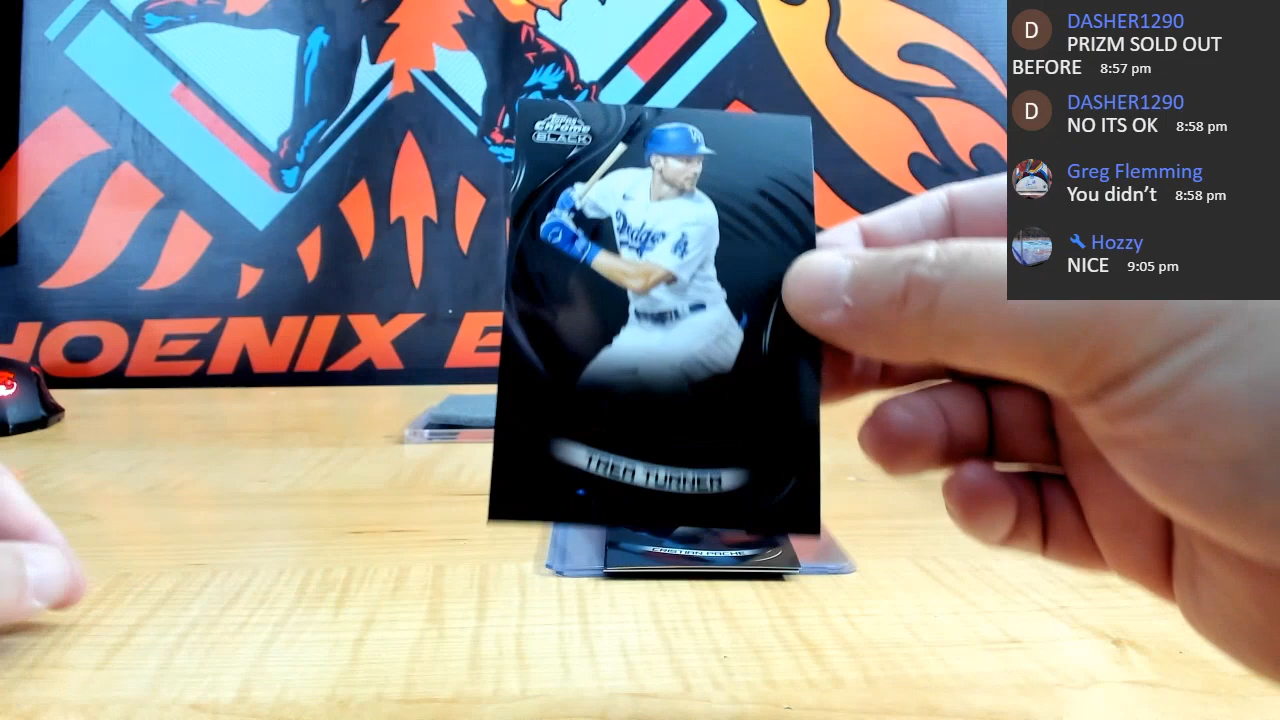 DASHER1290
PRIZM SOLD OUT
BEFORE 8:57 pm
DASHER1290
NO ITS OK 8:58 pm
Greg Flemming
You didn't 8:58 pm
Hozzy
NICE 9:05 pm
Topps
Chrome
BLACK
Dodgers
LA
TREA TURNER
HOENIX B
CRISTIAN PACHE